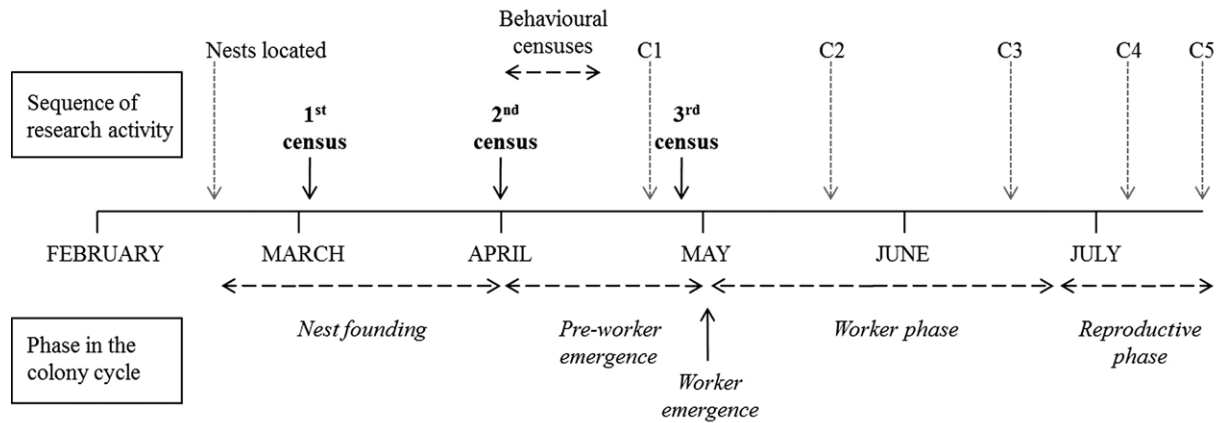 Behavioural
censuses
Nests located
C1
C2
C3
C4
C5
Sequence of
research activity
1st
census
2nd
census
3rd
census
FEBRUARY
MARCH
APRIL
MAY
JUNE
JULY
Phase in the
colony cycle
Nest founding
Pre-worker
emergence
Worker
emergence
Worker phase
Reproductive
phase